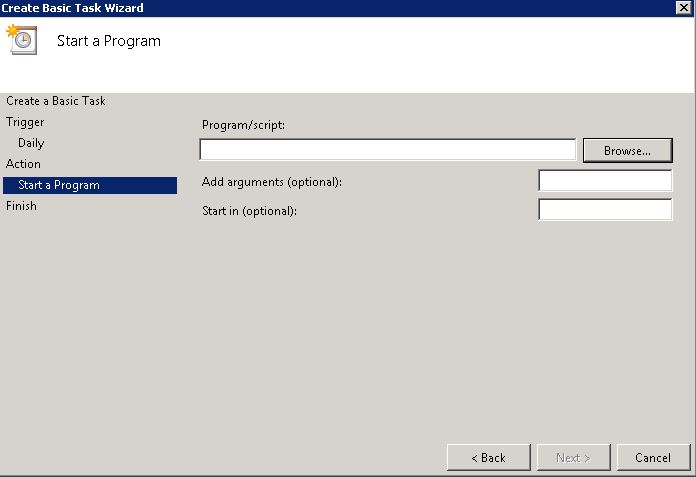 Create Basic Task Wizard
Start a Program
Create a Basic Task
Trigger
Daily
Action
Start a Program
Finish
Program/script:
Browse...
Add arguments (optional):
Start in (optional):
< Back
Next >
Cancel